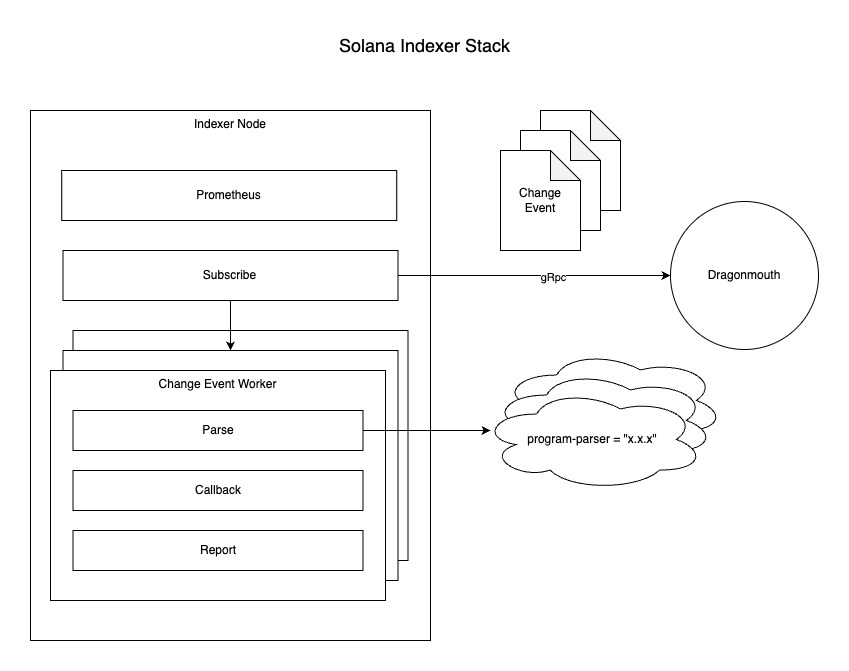 Solana Indexer Stack
Indexer Node
Prometheus
Subscribe
Change
Event
gRpc
Dragonmouth
Change Event Worker
Parse
program-parser = "x.x.x"
Callback
Report